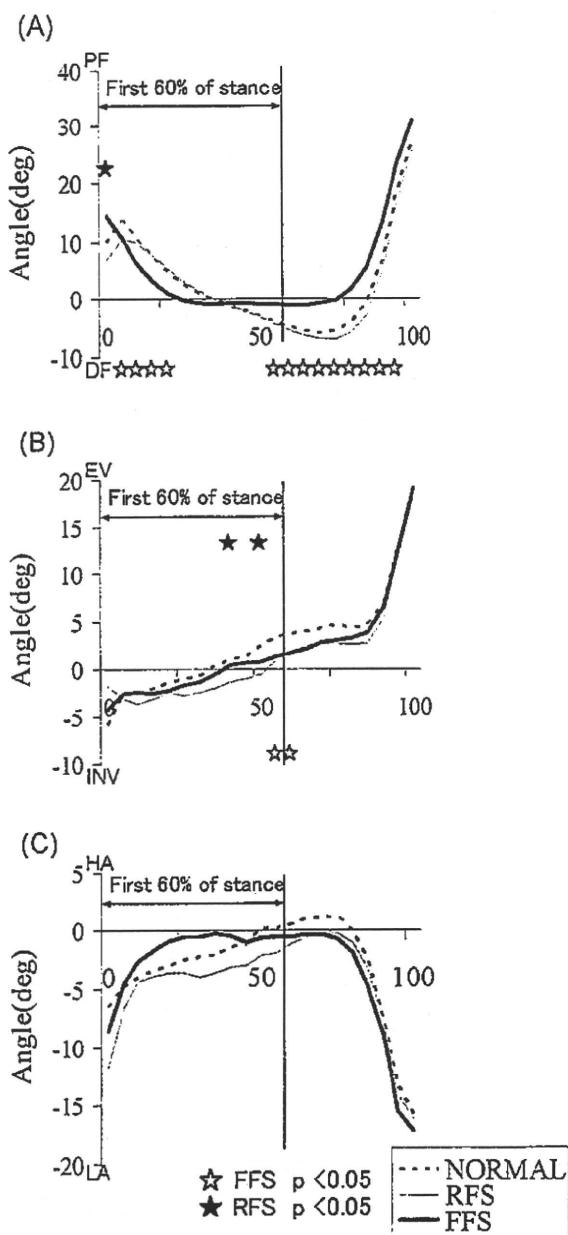 (A)
PF
40
First 60% of stance
30
★
20
Angle(deg)
10
0
0 50 100
-10
DF☆☆☆☆ ☆☆☆☆☆☆☆☆☆
(B)
EV
20
First 60% of stance
15
★ ★
10
Angle(deg)
5
0
0 50 100
-5
☆☆
-10
INV
(C)
HA
5
First 60% of stance
0
0 50 100
-5
Angle(deg)
-10
-15
-20
LA
☆ FFS p <0.05
★ RFS p <0.05
NORMAL
RFS
FFS